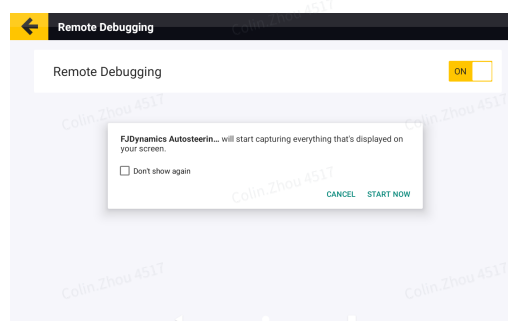 Remote Debugging
Colin.Zhou 4517
Remote Debugging
ON
Colin.Zhou 4517
Colin.Zhou 4517
FJDynamics Autosteerin... will start capturing everything that's displayed on
your screen.
Don't show again
Colin.Zhou 4517
CANCEL START NOW
Colin.Zhou 4517
Colin.Zhou 4517